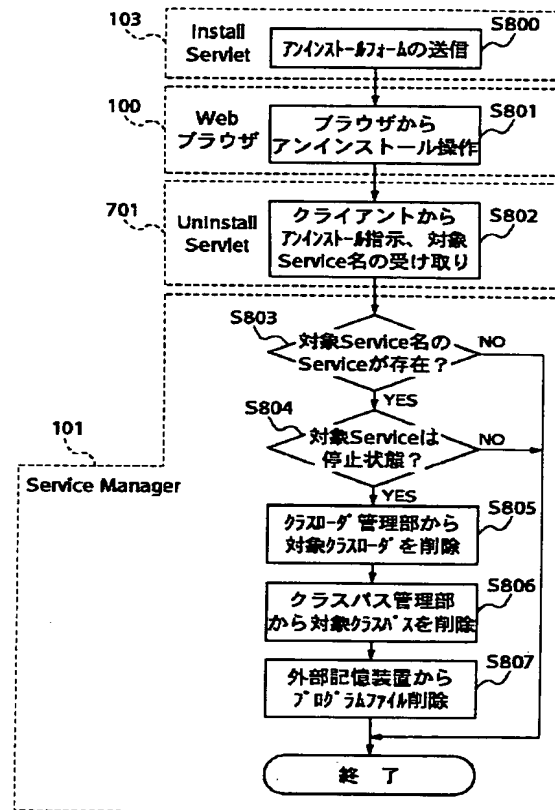 103
Install
Servlet
S800
ｱﾝｲﾝｽﾄｰﾙフォームの送信
100
Web
ブラウザ
S801
ブラウザから
アンインストール操作
701
Uninstall
Servlet
S802
クライアントから
ｱﾝｲﾝｽﾄｰﾙ指示、対象
Service名の受け取り
S803
対象Service名の
Serviceが存在？
NO
YES
S804
対象Serviceは
停止状態？
NO
YES
101
Service Manager
S805
ｸﾗｽﾛｰﾀﾞ管理部から
対象ｸﾗｽﾛｰﾀﾞを削除
S806
クラスパス管理部
から対象ｸﾗｽﾊﾟｽを削除
S807
外部記憶装置から
ﾌﾟﾛｸﾞﾗﾑﾌｧｲﾙ削除
終 了